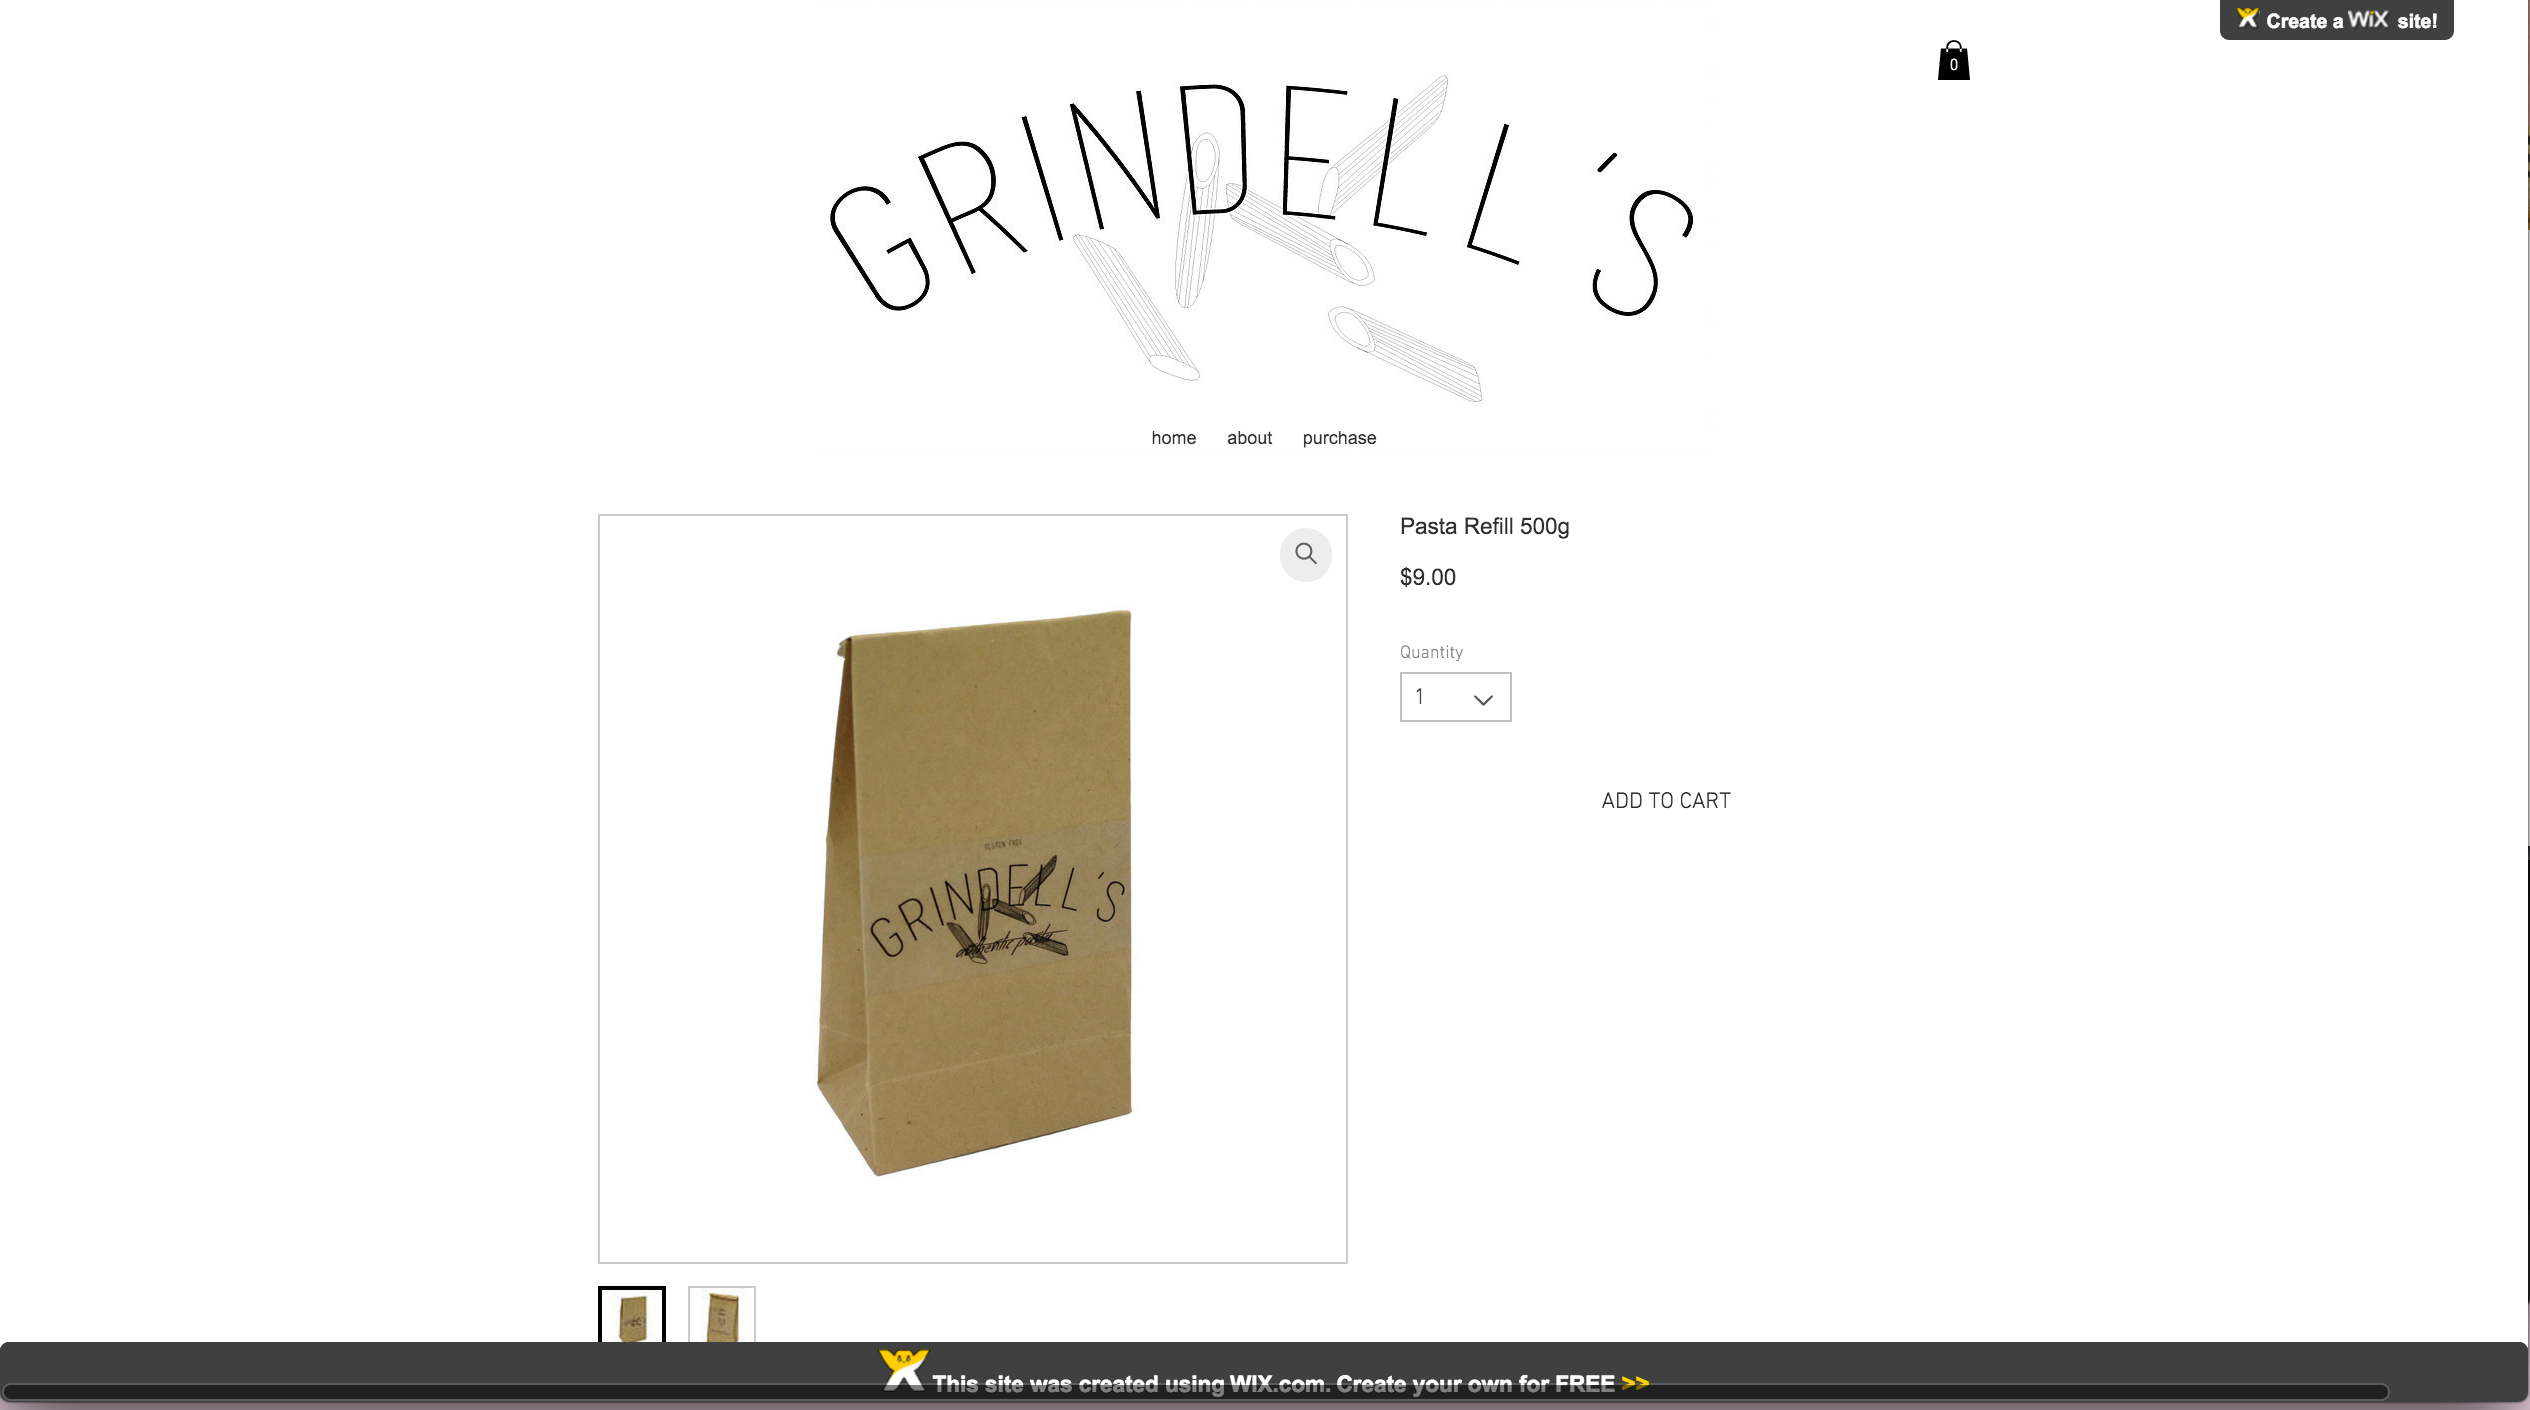 Create a WiX site!
0
GRINDELL'S
home about purchase
Pasta Refill 500g
$9.00
Quantity
1
ADD TO CART
GLUTEN FREE
GRINDELL'S
authentic pasta
This site was created using WIX.com. Create your own for FREE >>